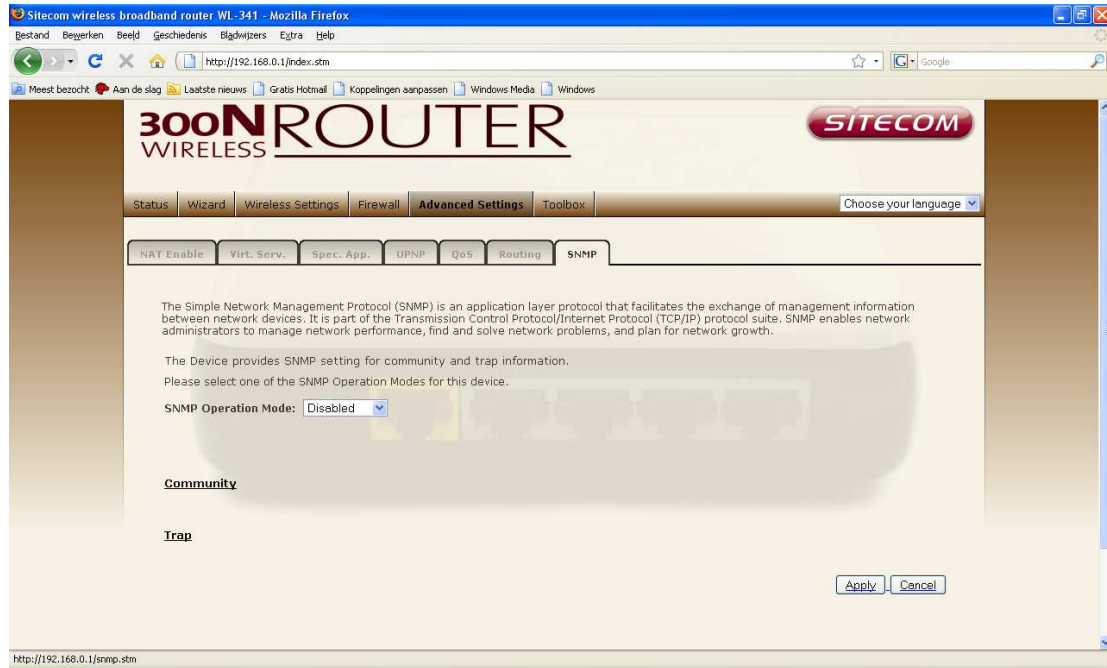 Sitecom wireless broadband router WL-341 - Mozilla Firefox
Bestand Bewerken Beeld Geschiedenis Bladwijzers Extra Help
http://192.168.0.1/index.stm
Google
Meest bezocht Aan de slag Laatste nieuws Gratis Hotmail Koppelingen aanpassen Windows Media Windows
300N ROUTER
WIRELESS
SITECOM
Status Wizard Wireless Settings Firewall Advanced Settings Toolbox
Choose your language
NAT Enable Virt. Serv. Spec. App. UPNP QoS Routing SNMP
The Simple Network Management Protocol (SNMP) is an application layer protocol that facilitates the exchange of management information
between network devices. It is part of the Transmission Control Protocol/Internet Protocol (TCP/IP) protocol suite. SNMP enables network
administrators to manage network performance, find and solve network problems, and plan for network growth.
The Device provides SNMP setting for community and trap information.
Please select one of the SNMP Operation Modes for this device.
SNMP Operation Mode: Disabled
Community
Trap
Apply Cancel
http://192.168.0.1/snmp.stm